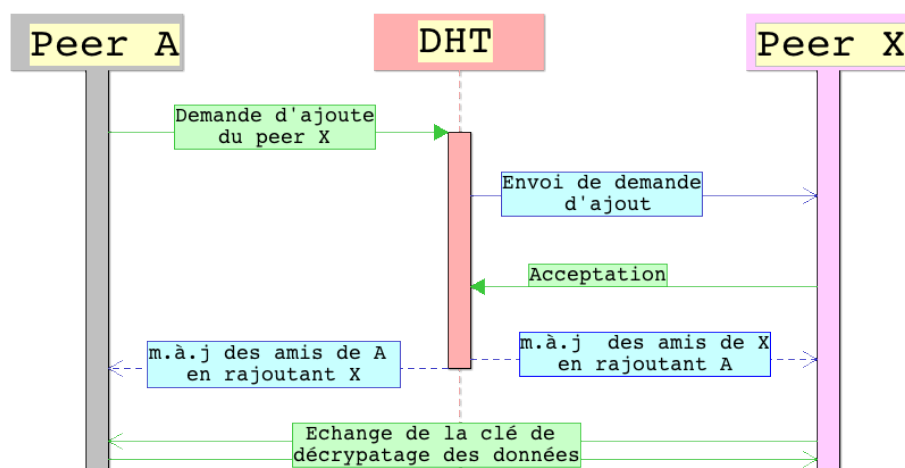 Peer A
DHT
Peer X
Demande d'ajoute
du peer X
Envoi de demande
d'ajout
Acceptation
m.à.j des amis de A
en rajoutant X
m.à.j des amis de X
en rajoutant A
Echange de la clé de
décrypatage des données